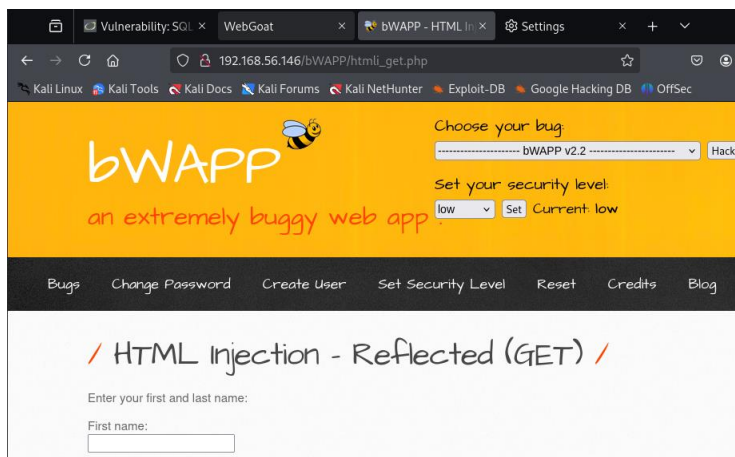 Vulnerability: SQL WebGoat bWAPP - HTML In Settings
192.168.56.146/bWAPP/htmli_get.php
Kali Linux Kali Tools Kali Docs Kali Forums Kali NetHunter Exploit-DB Google Hacking DB OffSec
bWAPP
an extremely buggy web app !
Choose your bug:
---------------------- bWAPP v2.2 ----------------------- Hack
Set your security level:
low Set Current: low
Bugs Change Password Create User Set Security Level Reset Credits Blog
/ HTML Injection - Reflected (GET) /
Enter your first and last name:
First name: